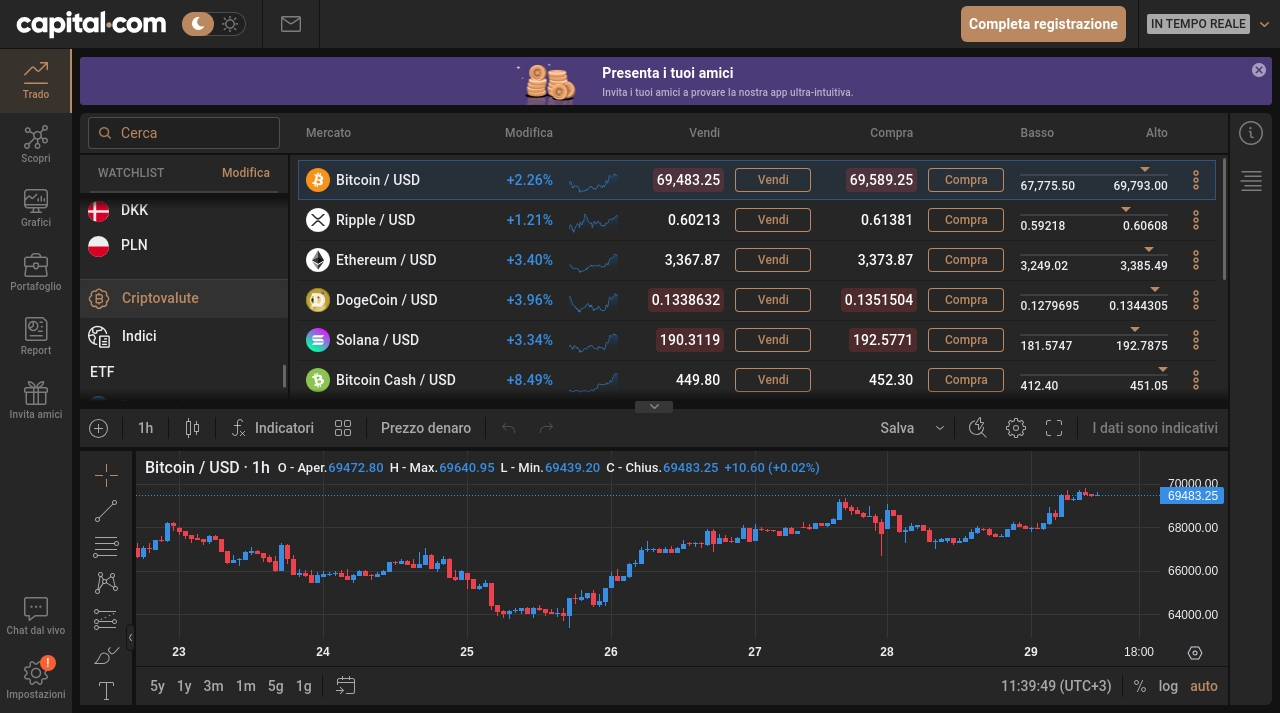 capital.com
Completa registrazione
IN TEMPO REALE
Trado
Scopri
Grafici
Portafoglio
Report
Invita amici
Chat dal vivo
!
Impostazioni
Presenta i tuoi amici
Invita i tuoi amici a provare la nostra app ultra-intuitiva.
Cerca
WATCHLIST Modifica
DKK
PLN
Criptovalute
Indici
ETF
Mercato Modifica Vendi Compra Basso Alto
Bitcoin / USD +2.26% 69,483.25 Vendi 69,589.25 Compra 67,775.50 69,793.00
Ripple / USD +1.21% 0.60213 Vendi 0.61381 Compra 0.59218 0.60608
Ethereum / USD +3.40% 3,367.87 Vendi 3,373.87 Compra 3,249.02 3,385.49
DogeCoin / USD +3.96% 0.1338632 Vendi 0.1351504 Compra 0.1279695 0.1344305
Solana / USD +3.34% 190.3119 Vendi 192.5771 Compra 181.5747 192.7875
Bitcoin Cash / USD +8.49% 449.80 Vendi 452.30 Compra 412.40 451.05
1h Indicatori Prezzo denaro Salva I dati sono indicativi
Bitcoin / USD · 1h O - Aper.69472.80 H - Max.69640.95 L - Min.69439.20 C - Chius.69483.25 +10.60 (+0.02%)
70000.00
69483.25
68000.00
66000.00
64000.00
23 24 25 26 27 28 29 18:00
5y 1y 3m 1m 5g 1g 11:39:49 (UTC+3) % log auto